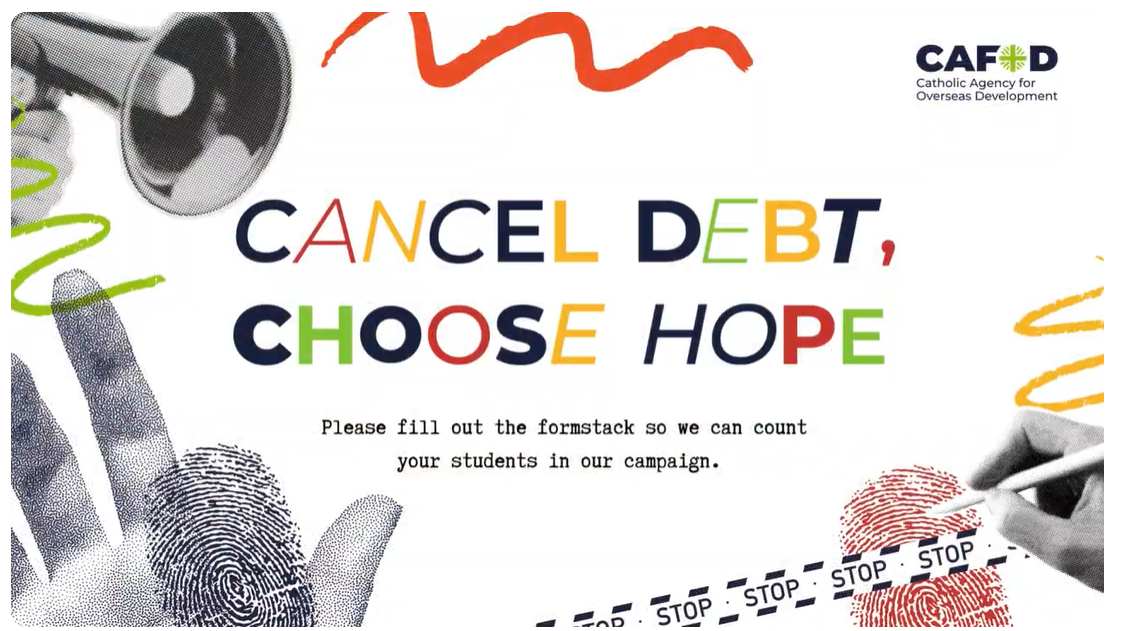 CAFOD
Catholic Agency for
Overseas Development
CANCEL DEBT,
CHOOSE HOPE
Please fill out the formstack so we can count
your students in our campaign.
STOP · STOP · STOP · STOP ·